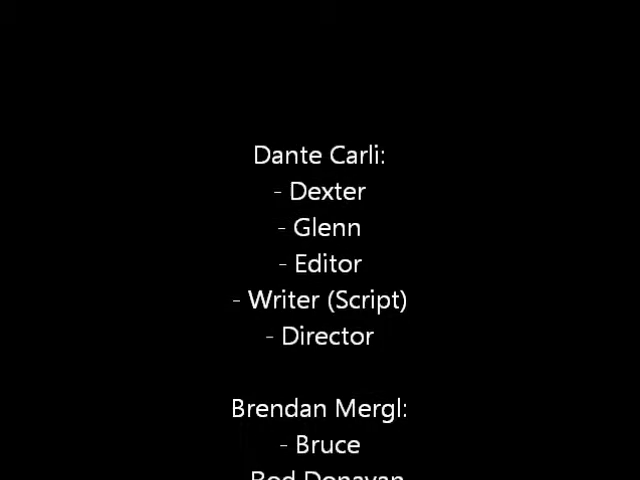 Dante Carli:
- Dexter
- Glenn
- Editor
- Writer (Script)
- Director
Brendan Mergl:
- Bruce